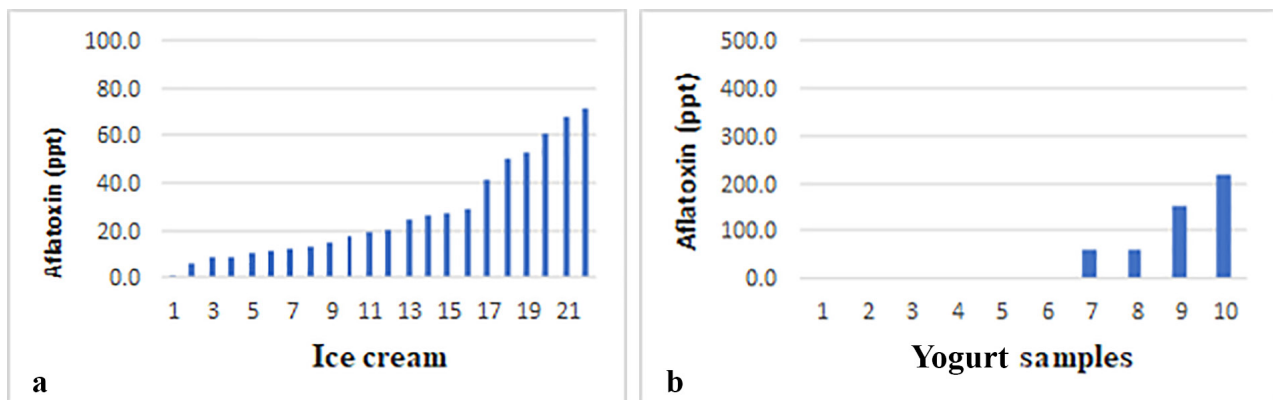 Aflatoxin (ppt)
100.0
80.0
60.0
40.0
20.0
0.0
1 3 5 7 9 11 13 15 17 19 21
Ice cream
a
Aflatoxin (ppt)
500.0
400.0
300.0
200.0
100.0
0.0
1 2 3 4 5 6 7 8 9 10
Yogurt samples
b